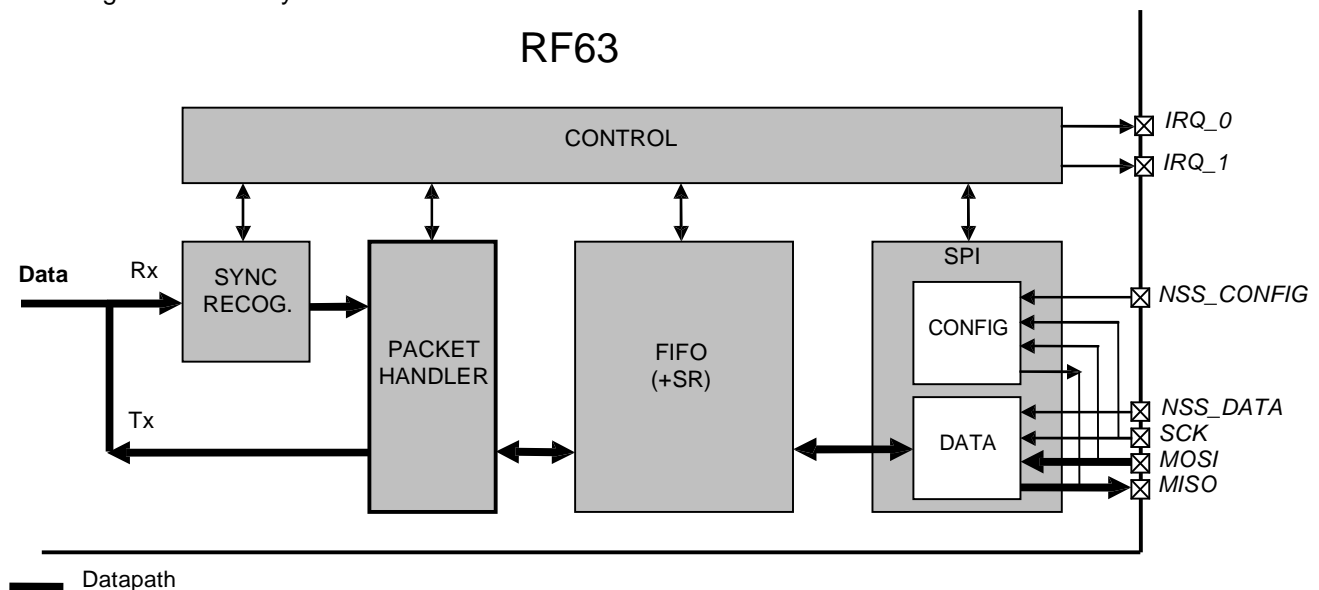 RF63
CONTROL
IRQ_0
IRQ_1
Data
Rx
SYNC
RECOG.
PACKET
HANDLER
FIFO
(+SR)
SPI
CONFIG
DATA
NSS_CONFIG
Tx
NSS_DATA
SCK
MOSI
MISO
Datapath